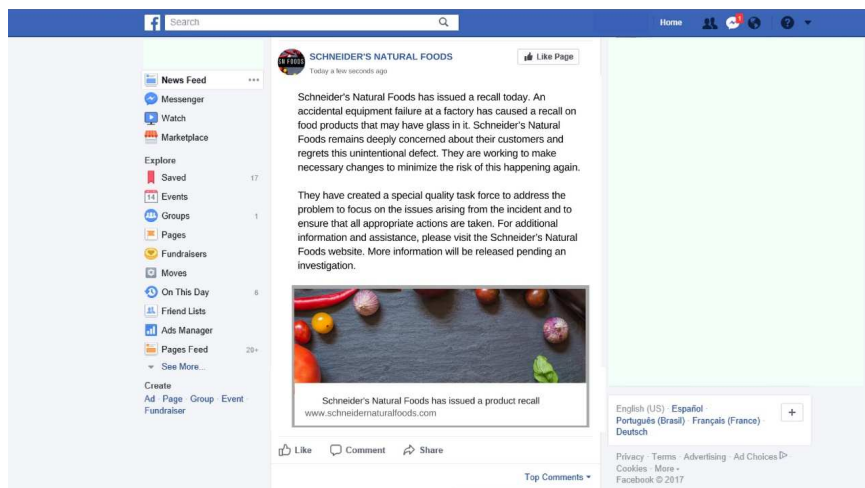 Search
Home
SN FOODS
SCHNEIDER'S NATURAL FOODS
Like Page
Today a few seconds ago
News Feed
Messenger
Watch
Marketplace
Explore
Saved 17
14 Events
Groups 1
Pages
Fundraisers
Moves
On This Day 8
Friend Lists
Ads Manager
Pages Feed 20+
See More...
Create
Ad · Page · Group · Event ·
Fundraiser
Schneider's Natural Foods has issued a recall today. An
accidental equipment failure at a factory has caused a recall on
food products that may have glass in it. Schneider's Natural
Foods remains deeply concerned about their customers and
regrets this unintentional defect. They are working to make
necessary changes to minimize the risk of this happening again.
They have created a special quality task force to address the
problem to focus on the issues arising from the incident and to
ensure that all appropriate actions are taken. For additional
information and assistance, please visit the Schneider's Natural
Foods website. More information will be released pending an
investigation.
Schneider's Natural Foods has issued a product recall
www.schneidernaturalfoods.com
Like Comment Share
Top Comments
English (US) · Español ·
Português (Brasil) · Français (France) ·
Deutsch
Privacy · Terms · Advertising · Ad Choices
Cookies · More
Facebook © 2017